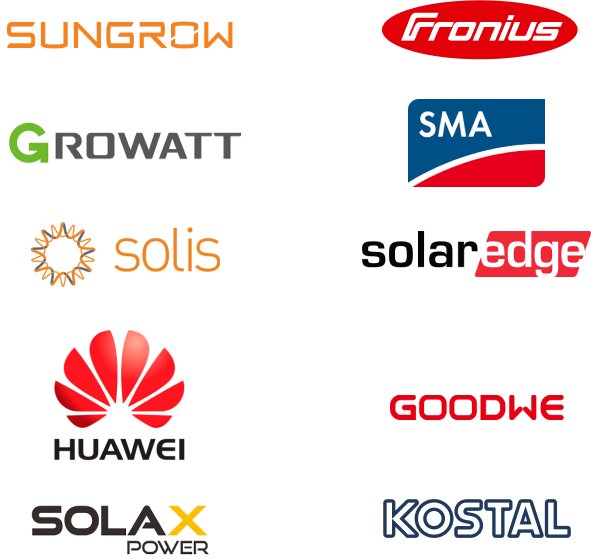 SUNGROW
Fronius
GROWATT
SMA
solis
solaredge
HUAWEI
GOODWE
SOLAX
POWER
KOSTAL